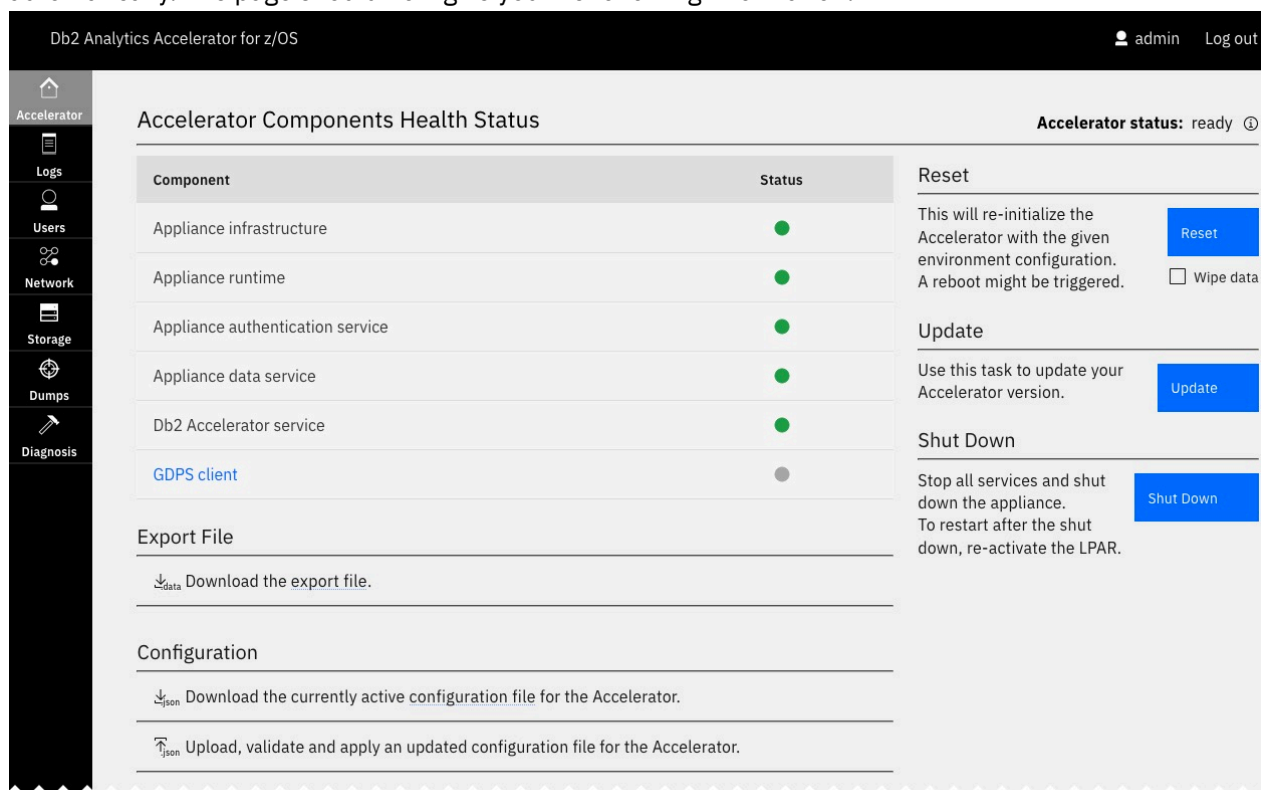 Db2 Analytics Accelerator for z/OS
admin Log out
Accelerator
Logs
Users
Network
Storage
Dumps
Diagnosis
Accelerator Components Health Status
Accelerator status: ready
Component Status
Appliance infrastructure
Appliance runtime
Appliance authentication service
Appliance data service
Db2 Accelerator service
GDPS client
Export File
data Download the export file.
Configuration
json Download the currently active configuration file for the Accelerator.
json Upload, validate and apply an updated configuration file for the Accelerator.
Reset
This will re-initialize the
Accelerator with the given
environment configuration.
A reboot might be triggered.
Reset
Wipe data
Update
Use this task to update your
Accelerator version.
Update
Shut Down
Stop all services and shut
down the appliance.
To restart after the shut
down, re-activate the LPAR.
Shut Down